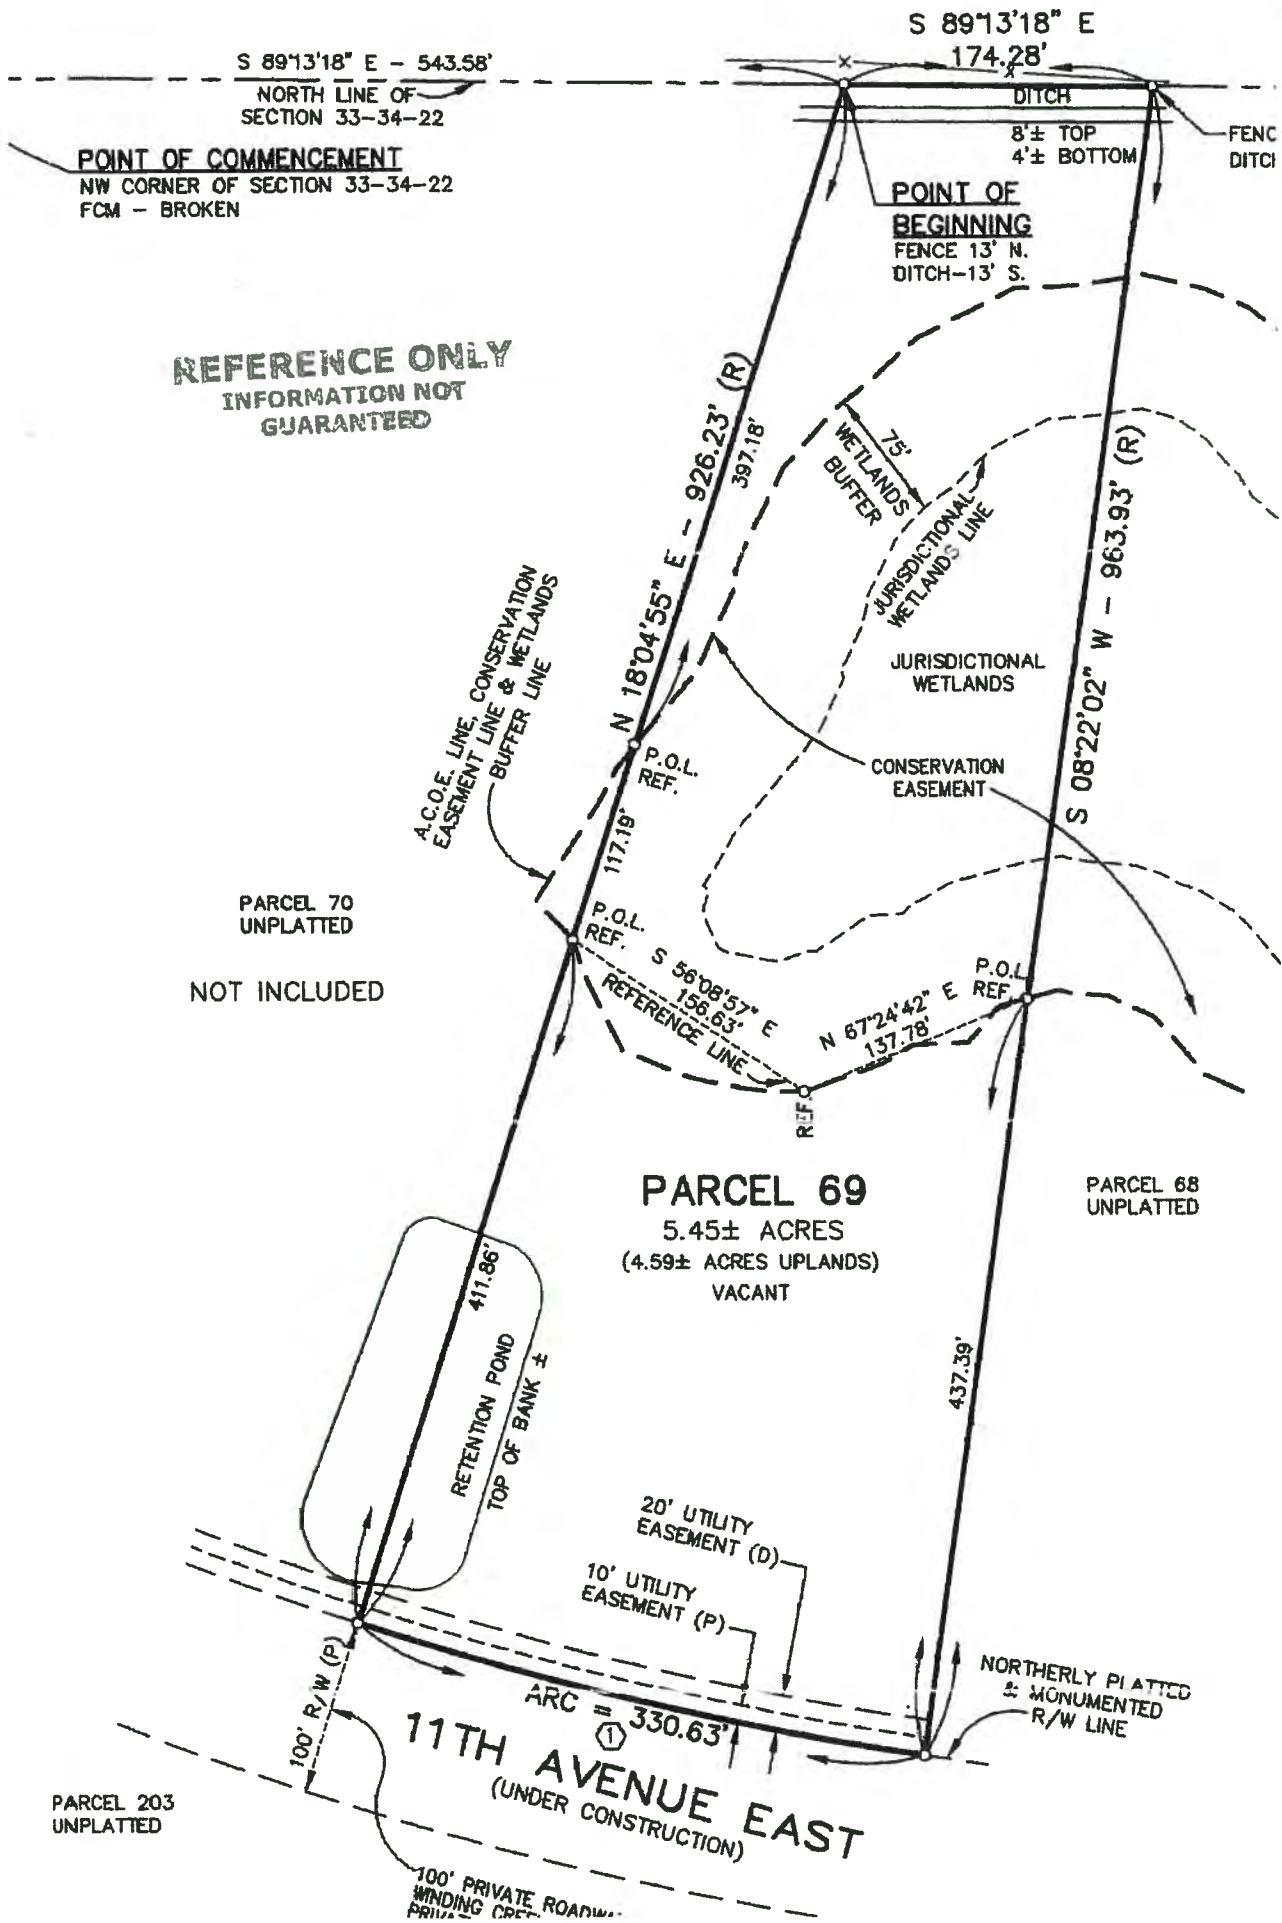 S 89°13'18" E
174.28'
S 89°13'18" E - 543.58'
NORTH LINE OF
SECTION 33-34-22
POINT OF COMMENCEMENT
NW CORNER OF SECTION 33-34-22
FCM - BROKEN
DITCH
8'± TOP
4'± BOTTOM
FENC
DITCH
POINT OF
BEGINNING
FENCE 13' N.
DITCH-13' S.
REFERENCE ONLY
INFORMATION NOT
GUARANTEED
N 18°04'55" E - 926.23' (R)
397.18'
75'
WETLANDS
BUFFER
JURISDICTIONAL
WETLANDS LINE
S 08°22'02" W - 963.93' (R)
A.C.O.E. LINE, CONSERVATION
EASEMENT LINE & WETLANDS
BUFFER LINE
JURISDICTIONAL
WETLANDS
P.O.L.
REF.
CONSERVATION
EASEMENT
117.19'
PARCEL 70
UNPLATTED
NOT INCLUDED
P.O.L.
REF.
S 56°08'57" E
156.63'
REFERENCE LINE
N 67°24'42" E
137.78'
P.O.L.
REF.
REF.
PARCEL 69
5.45± ACRES
(4.59± ACRES UPLANDS)
VACANT
PARCEL 68
UNPLATTED
411.86'
RETENTION POND
TOP OF BANK ±
437.39'
20' UTILITY
EASEMENT (D)
10' UTILITY
EASEMENT (P)
NORTHERLY PLATTED
& MONUMENTED
R/W LINE
100' R/W (P)
ARC = 330.63'
1
11TH AVENUE EAST
(UNDER CONSTRUCTION)
PARCEL 203
UNPLATTED
100' PRIVATE ROADW
WINDING CREE
PRIVA